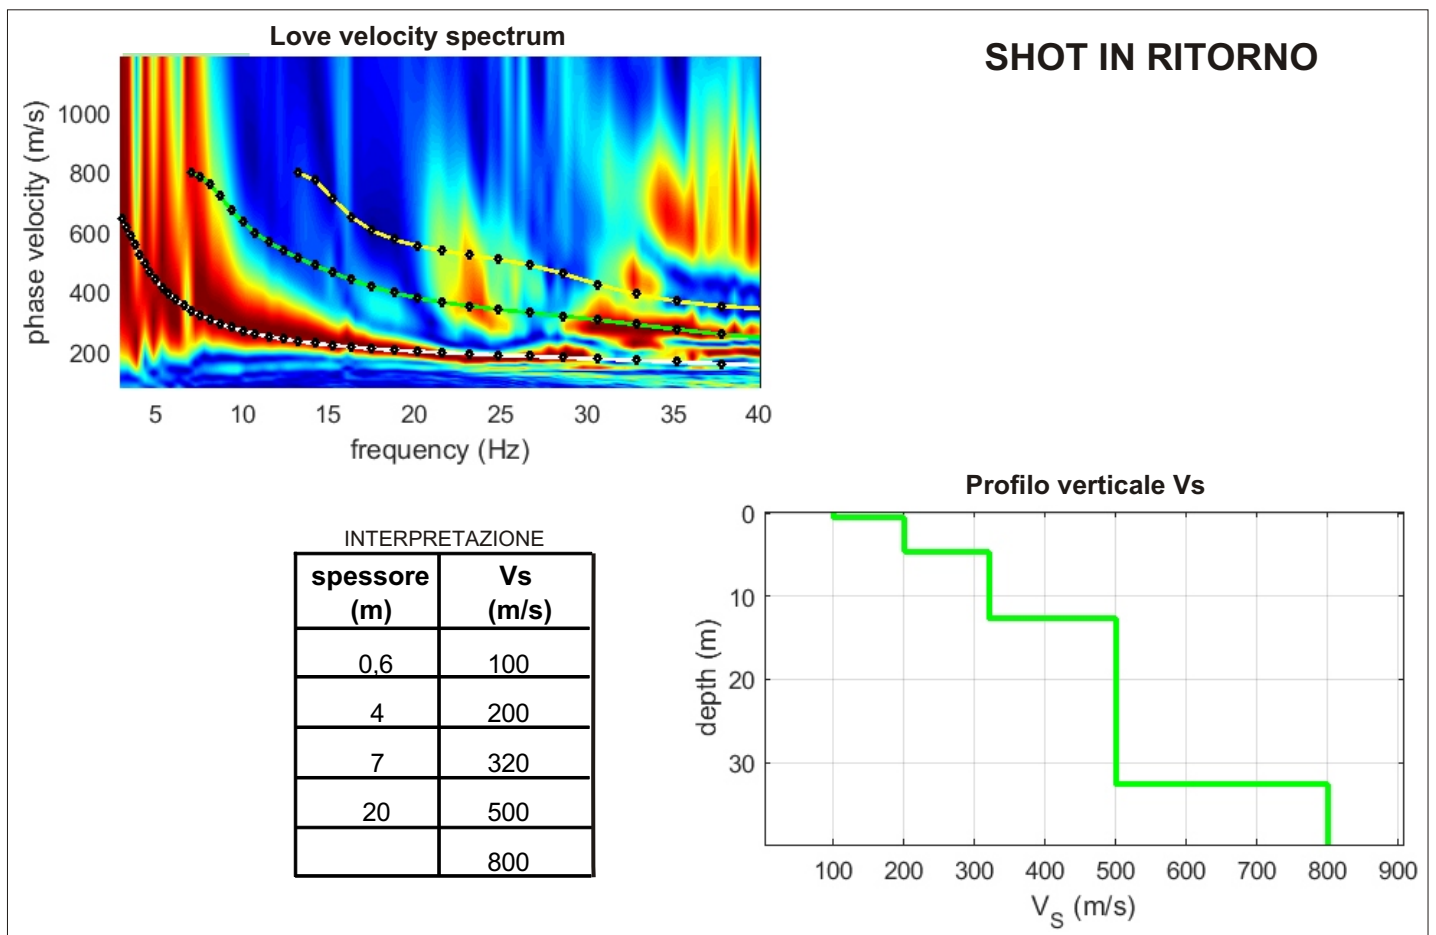 Love velocity spectrum
SHOT IN RITORNO
phase velocity (m/s)
1000
800
600
400
200
5 10 15 20 25 30 35 40
frequency (Hz)
Profilo verticale Vs
INTERPRETAZIONE
spessore (m) Vs (m/s)
0,6 100
4 200
7 320
20 500
800
depth (m)
0
10
20
30
100 200 300 400 500 600 700 800 900
VS (m/s)